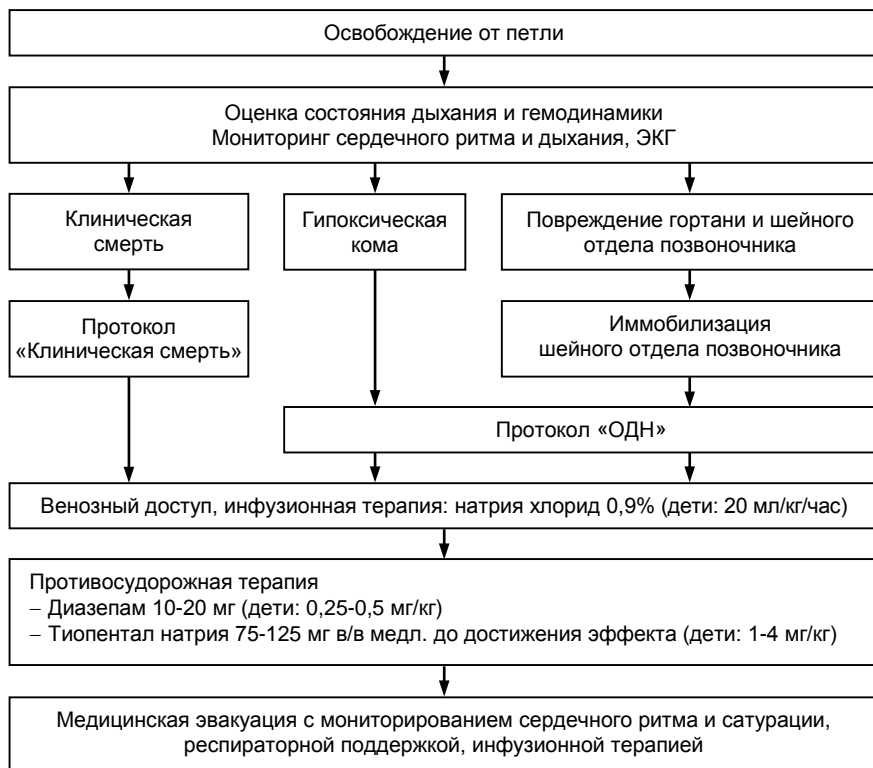 Освобождение от петли
Оценка состояния дыхания и гемодинамики
Мониторинг сердечного ритма и дыхания, ЭКГ
Клиническая
смерть
Гипоксическая
кома
Повреждение гортани и шейного
отдела позвоночника
Протокол
«Клиническая смерть»
Иммобилизация
шейного отдела позвоночника
Протокол «ОДН»
Венозный доступ, инфузионная терапия: натрия хлорид 0,9% (дети: 20 мл/кг/час)
Противосудорожная терапия
– Диазепам 10-20 мг (дети: 0,25-0,5 мг/кг)
– Тиопентал натрия 75-125 мг в/в медл. до достижения эффекта (дети: 1-4 мг/кг)
Медицинская эвакуация с мониторированием сердечного ритма и сатурации,
респираторной поддержкой, инфузионной терапией